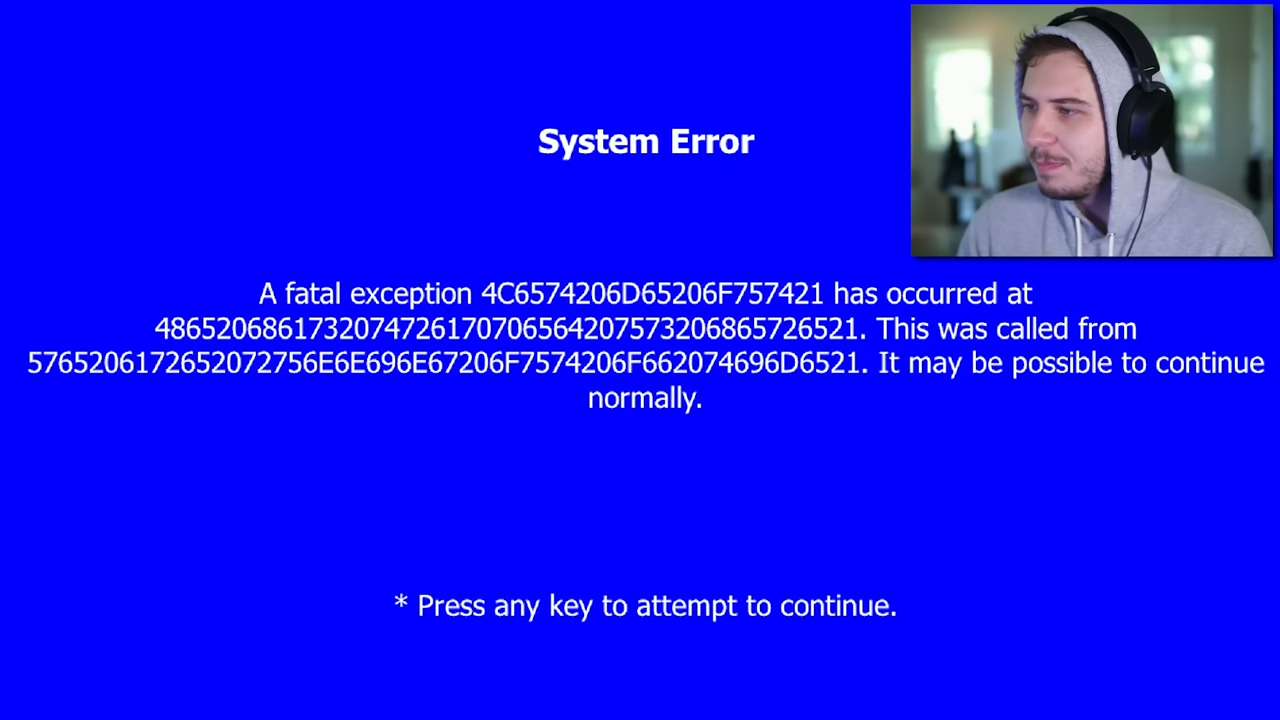 System Error
A fatal exception 4C6574206D65206F757421 has occurred at
4865206861732074726170706564207573206865726521. This was called from
5765206172652072756E6E696E67206F7574206F662074696D6521. It may be possible to continue
normally.
* Press any key to attempt to continue.